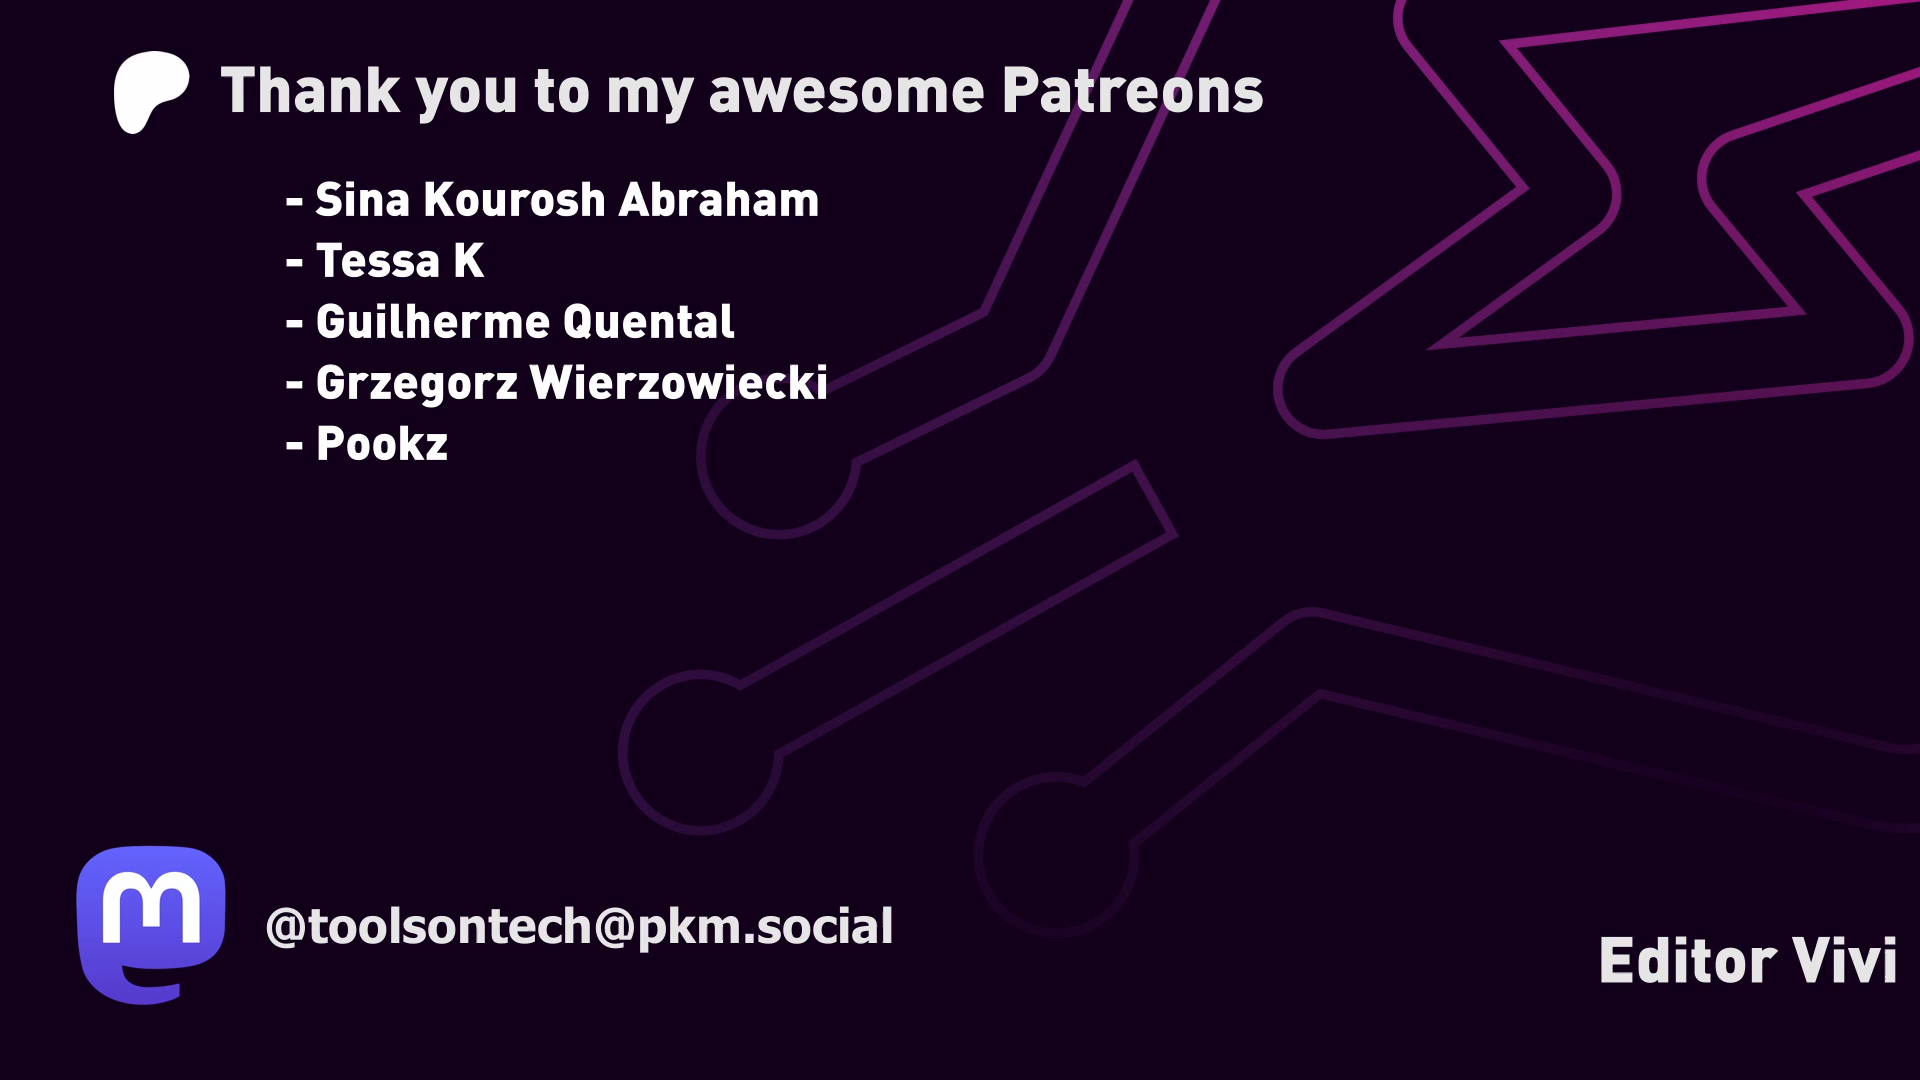 Thank you to my awesome Patreons
- Sina Kourosh Abraham
- Tessa K
- Guilherme Quental
- Grzegorz Wierzowiecki
- Pookz
@toolsontech@pkm.social
Editor Vivi